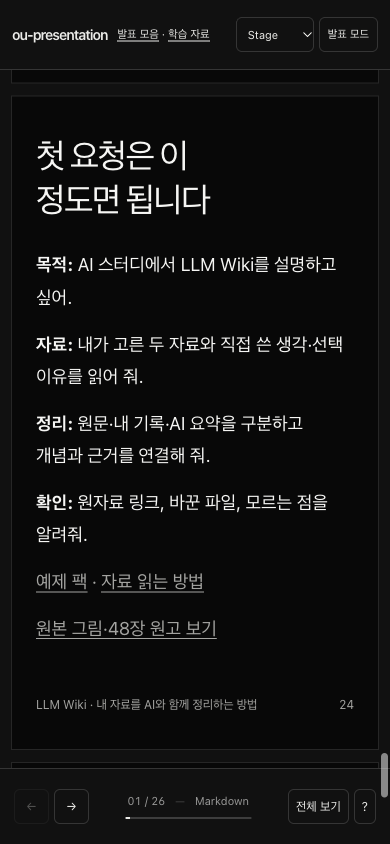 ou-presentation 발표 모음 · 학습 자료 Stage 발표 모드
첫 요청은 이
정도면 됩니다
목적: AI 스터디에서 LLM Wiki를 설명하고
싶어.
자료: 내가 고른 두 자료와 직접 쓴 생각·선택
이유를 읽어 줘.
정리: 원문·내 기록·AI 요약을 구분하고
개념과 근거를 연결해 줘.
확인: 원자료 링크, 바꾼 파일, 모르는 점을
알려줘.
예제 팩 · 자료 읽는 방법
원본 그림·48장 원고 보기
LLM Wiki · 내 자료를 AI와 함께 정리하는 방법 24
← → 01 / 26 — Markdown 전체 보기 ?